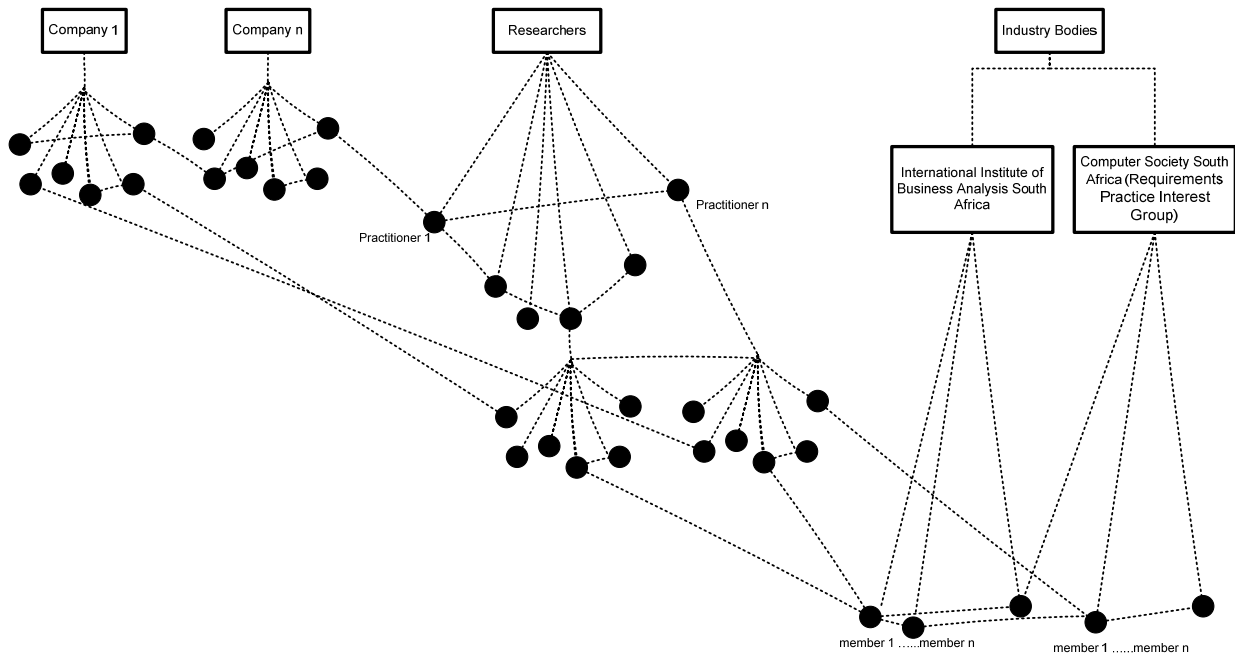 Company 1
Company n
Researchers
Industry Bodies
International Institute of
Business Analysis South
Africa
Computer Society South
Africa (Requirements
Practice Interest
Group)
Practitioner 1
Practitioner n
member 1 ......member n
member 1 ......member n